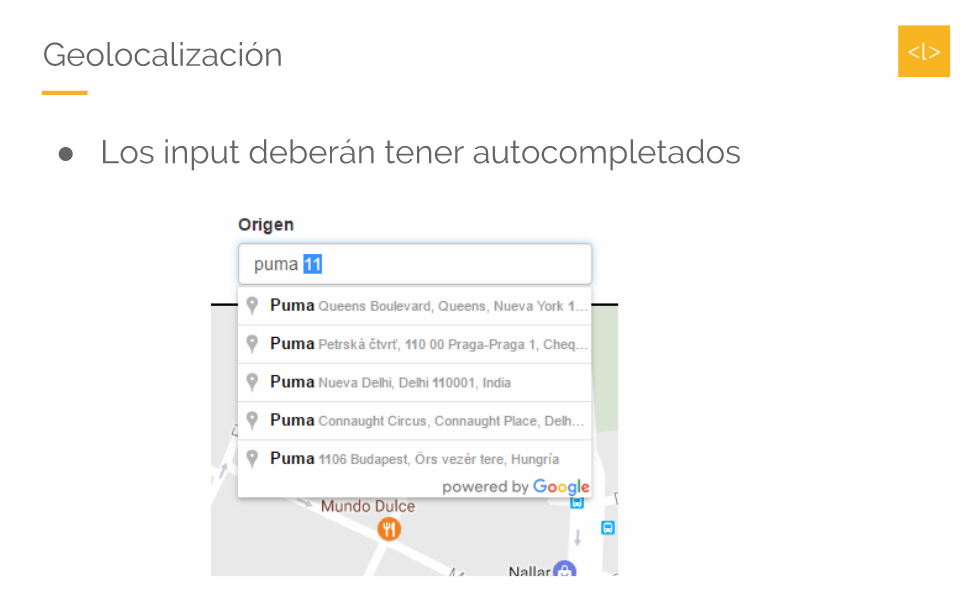 Geolocalización
<l>
● Los input deberán tener autocompletados
Origen
puma 11
Puma Queens Boulevard, Queens, Nueva York 1...
Puma Petrská čtvrť, 110 00 Praga-Praga 1, Cheq...
Puma Nueva Delhi, Delhi 110001, India
Puma Connaught Circus, Connaught Place, Delh...
Puma 1106 Budapest, Örs vezér tere, Hungría
powered by Google
Mundo Dulce
Nallar